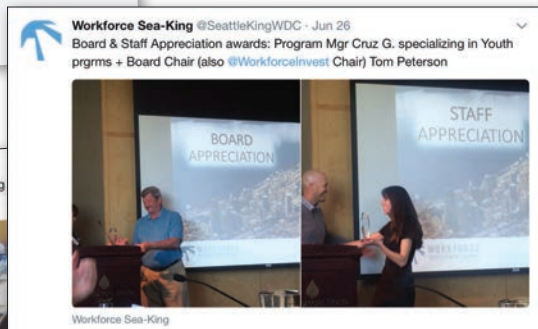 Workforce Sea-King @SeattleKingWDC · Jun 26
Board & Staff Appreciation awards: Program Mgr Cruz G. specializing in Youth
prgrms + Board Chair (also @WorkforceInvest Chair) Tom Peterson
BOARD
APPRECIATION
STAFF
APPRECIATION
WORKFORCE
Workforce Sea-King
g